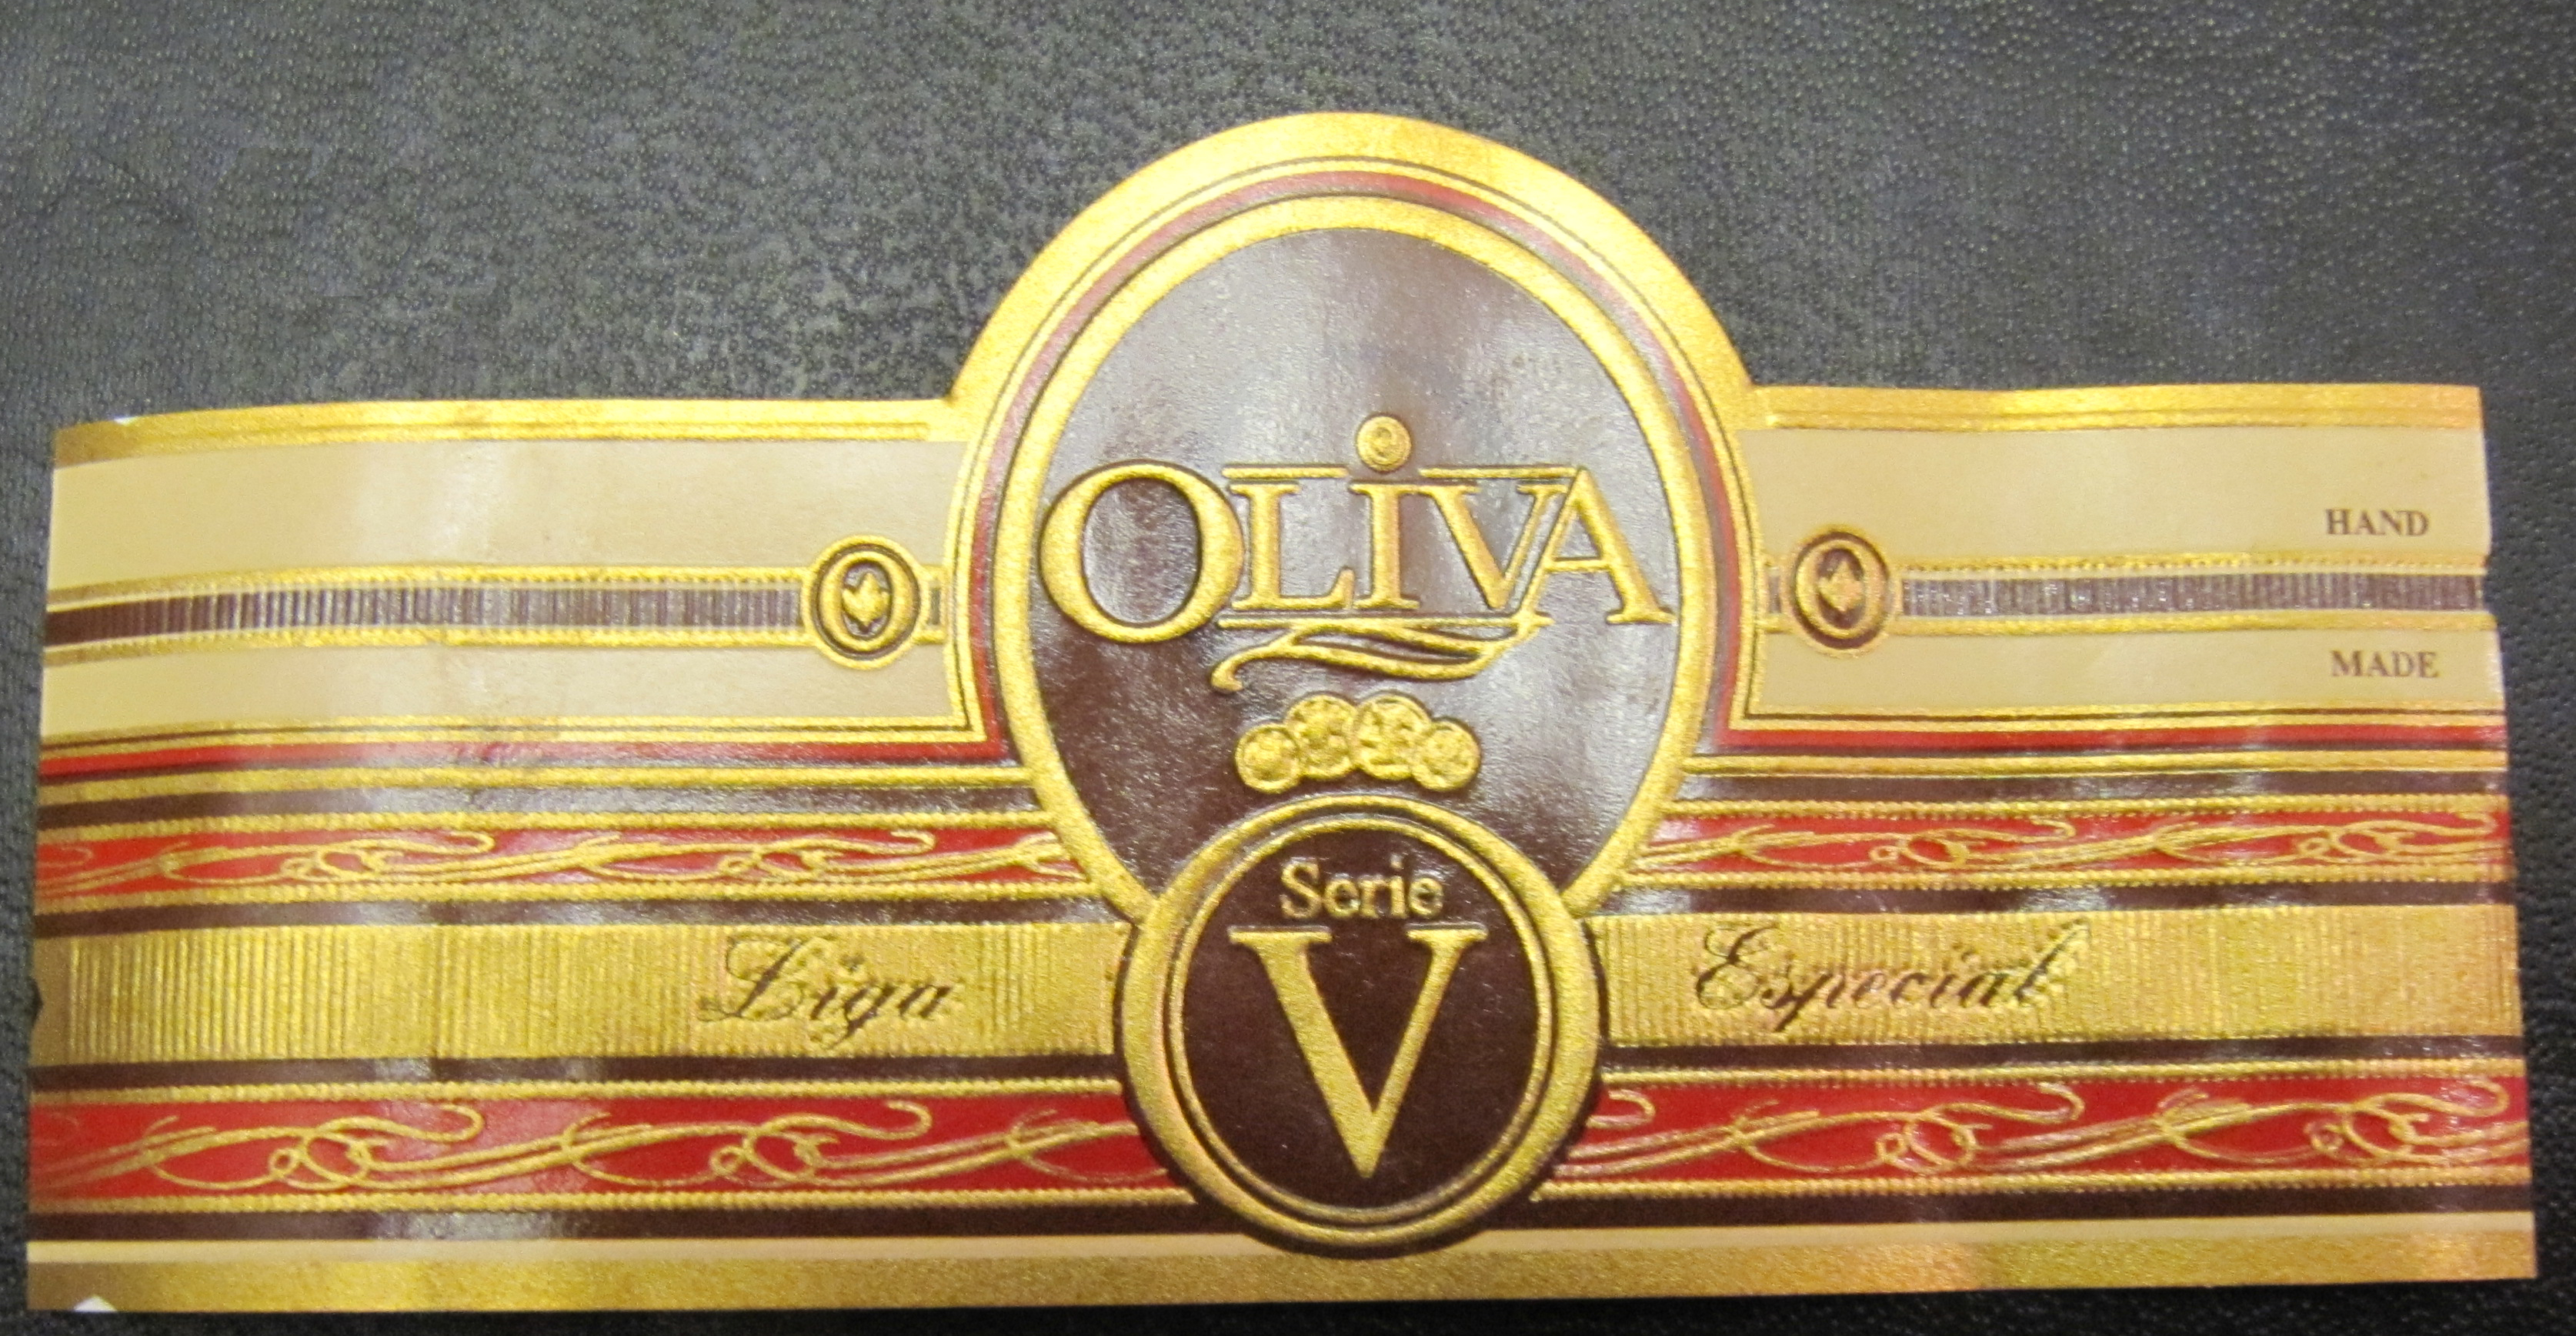 OLiVA
HAND
MADE
Serie
V
Liga Especial